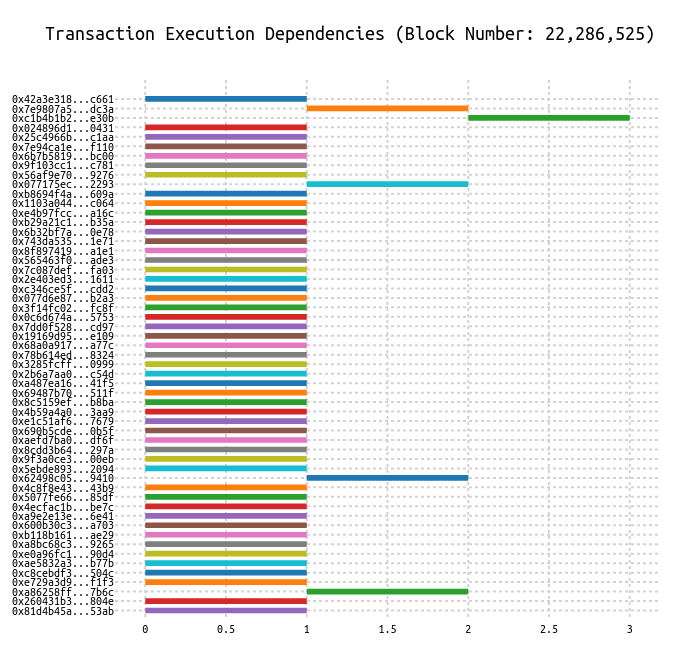 Transaction Execution Dependencies (Block Number: 22,286,525)
0x42a3e318...c661
0x7e9807a5...dc3a
0xc1b4b1b2...e30b
0x024896d1...0431
0x25c4966b...c1aa
0x7e94ca1e...f110
0x6b7b5819...bc00
0x9f103cc1...c781
0x56af9e70...9276
0x077175ec...2293
0xb8694f4a...609a
0x1103a044...c064
0xe4b97fcc...a16c
0xb29a21c1...b35a
0x6b32bf7a...0e78
0x743da535...1e71
0x8f897419...a1e1
0x565463f0...ade3
0x7c087def...fa03
0x2e403ed3...1611
0xc346ce5f...cdd2
0x077d6e87...b2a3
0x3f14fc02...fc8f
0x0c6d674a...5753
0x7dd0f528...cd97
0x19169d95...e109
0x68a0a917...a77c
0x78b614ed...8324
0x3285fcff...0999
0x2b6a7aa0...c54d
0xa487ea16...41f5
0x69487b70...511f
0x8c5159ef...b8ba
0x4b59a4a0...3aa9
0xe1c51af6...7679
0x690b5cde...0b5f
0xaefd7ba0...df6f
0x8cdd3b64...297a
0x9f3a0ce3...00eb
0x5ebde893...2094
0x62498c05...9410
0x4c8f8e43...43b9
0x5077fe66...85df
0x4ecfac1b...be7c
0xa9e2e13e...6e41
0x600b30c3...a703
0xb118b161...ae29
0xa8bc68c3...9265
0xe0a96fc1...90d4
0xae5832a3...b77b
0xc8cebdf3...504c
0xe729a3d9...f1f3
0xa86258ff...7b6c
0x260431b3...804e
0x81d4b45a...53ab
0 0.5 1 1.5 2 2.5 3